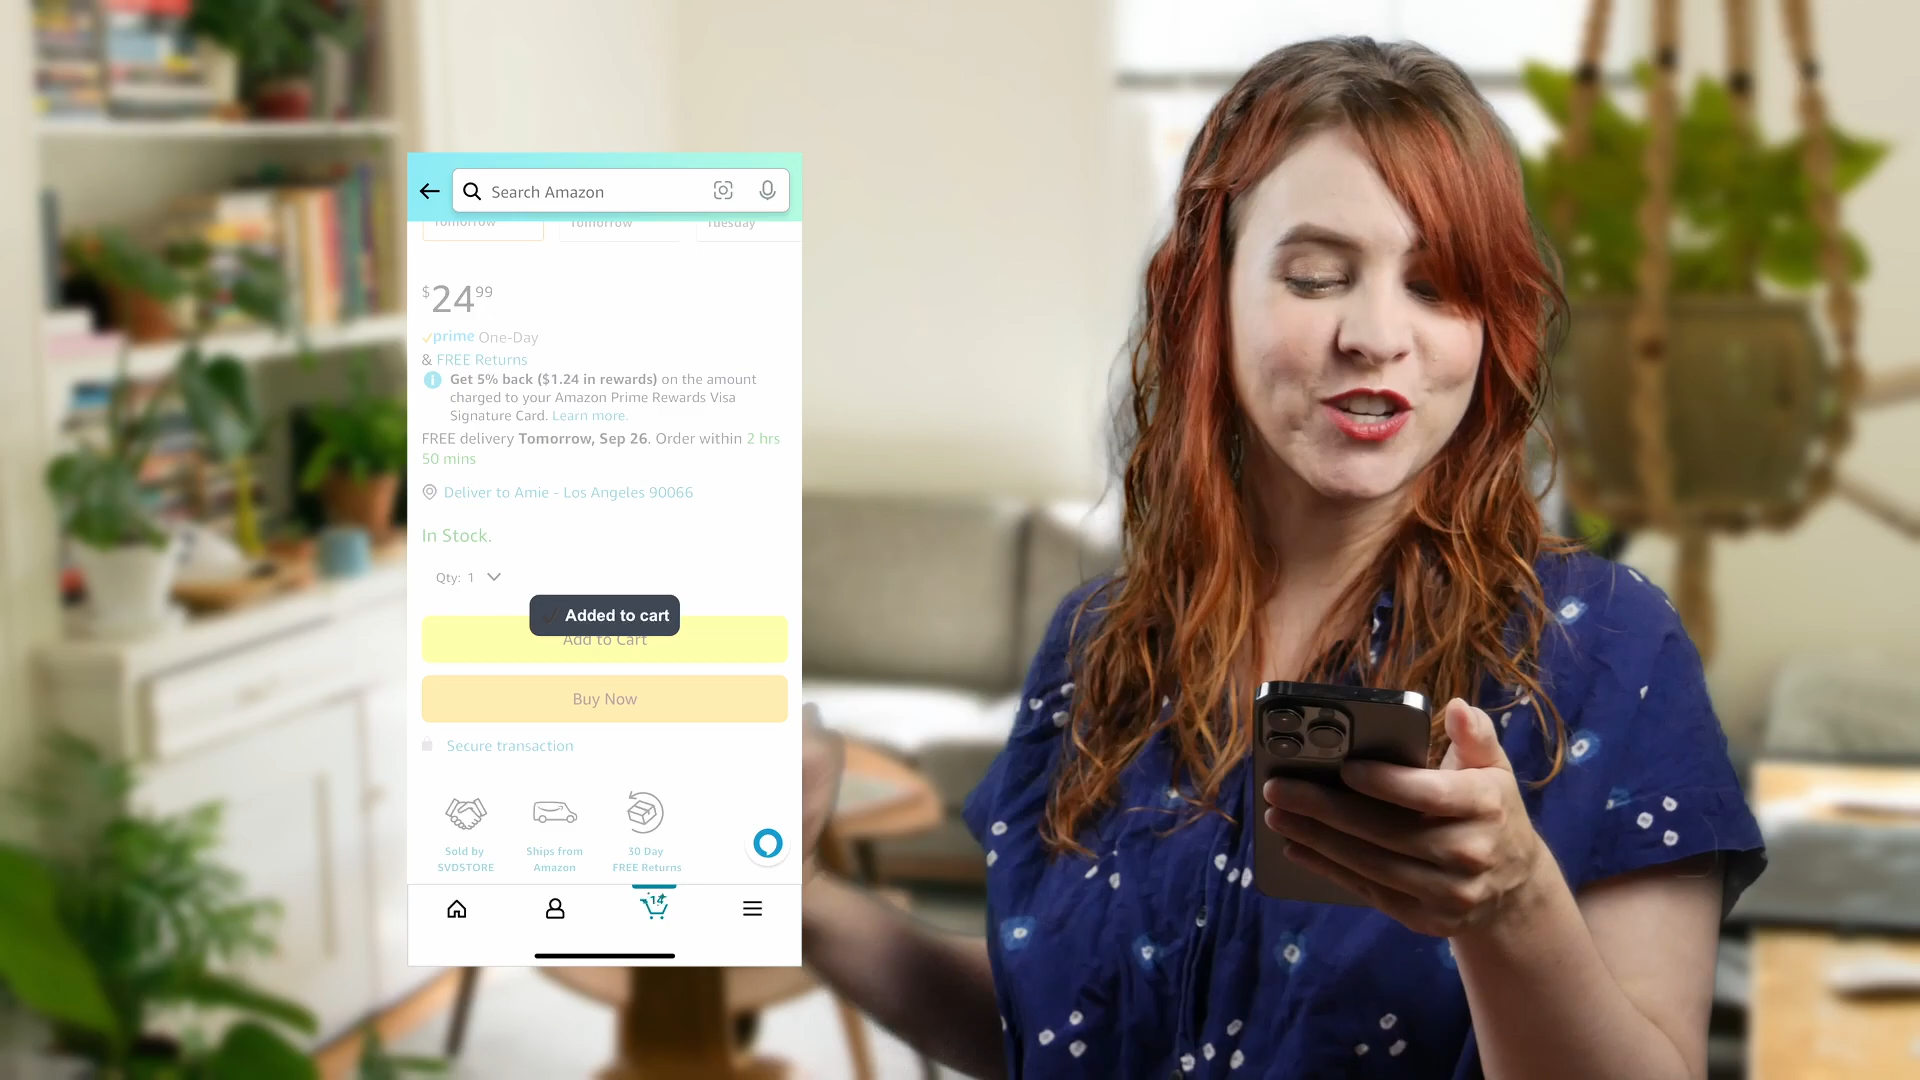 Search Amazon
Tomorrow
Tomorrow
Tuesday
$24 99
prime One-Day
& FREE Returns
Get 5% back ($1.24 in rewards) on the amount
charged to your Amazon Prime Rewards Visa
Signature Card. Learn more.
FREE delivery Tomorrow, Sep 26. Order within 2 hrs
50 mins
Deliver to Amie - Los Angeles 90066
In Stock.
Qty: 1
Added to cart
Add to Cart
Buy Now
Secure transaction
Sold by
SVDSTORE
Ships from
Amazon
30 Day
FREE Returns
14